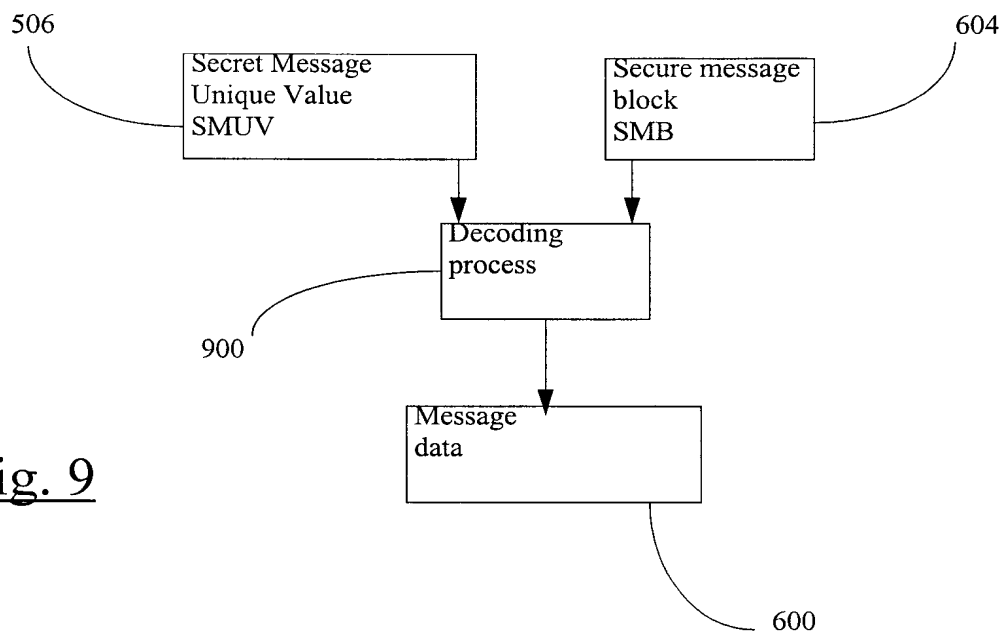 506
604
Secret Message
Unique Value
SMUV
Secure message
block
SMB
Decoding
process
900
Message
data
ig. 9
600